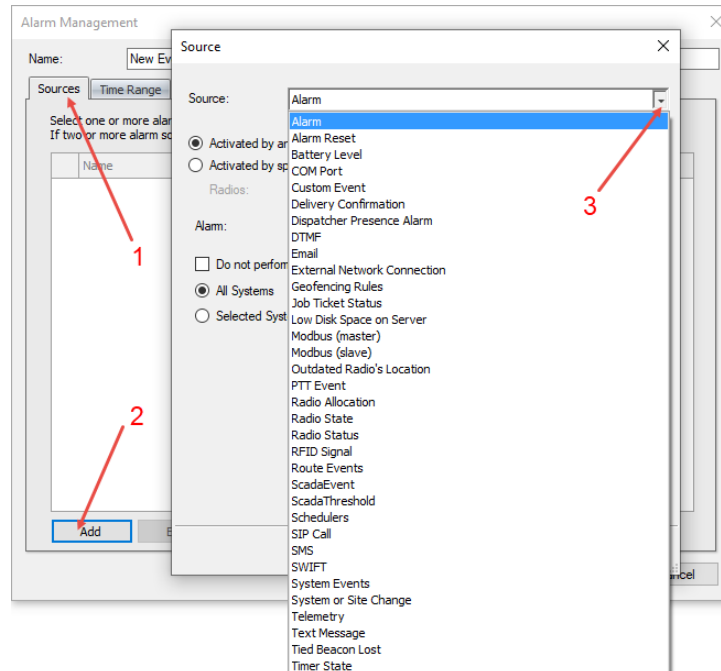 Alarm Management
Name: New Ev
Sources Time Range
Select one or more alar
If two or more alarm so
Name
1
2
Add E
Source
Source: Alarm
3
Activated by an
Activated by sp
Radios:
Alarm:
Do not perform
All Systems
Selected Syst
Alarm
Alarm Reset
Battery Level
COM Port
Custom Event
Delivery Confirmation
Dispatcher Presence Alarm
DTMF
Email
External Network Connection
Geofencing Rules
Job Ticket Status
Low Disk Space on Server
Modbus (master)
Modbus (slave)
Outdated Radio's Location
PTT Event
Radio Allocation
Radio State
Radio Status
RFID Signal
Route Events
ScadaEvent
ScadaThreshold
Schedulers
SIP Call
SMS
SWIFT
System Events
System or Site Change
Telemetry
Text Message
Tied Beacon Lost
Timer State
ncel